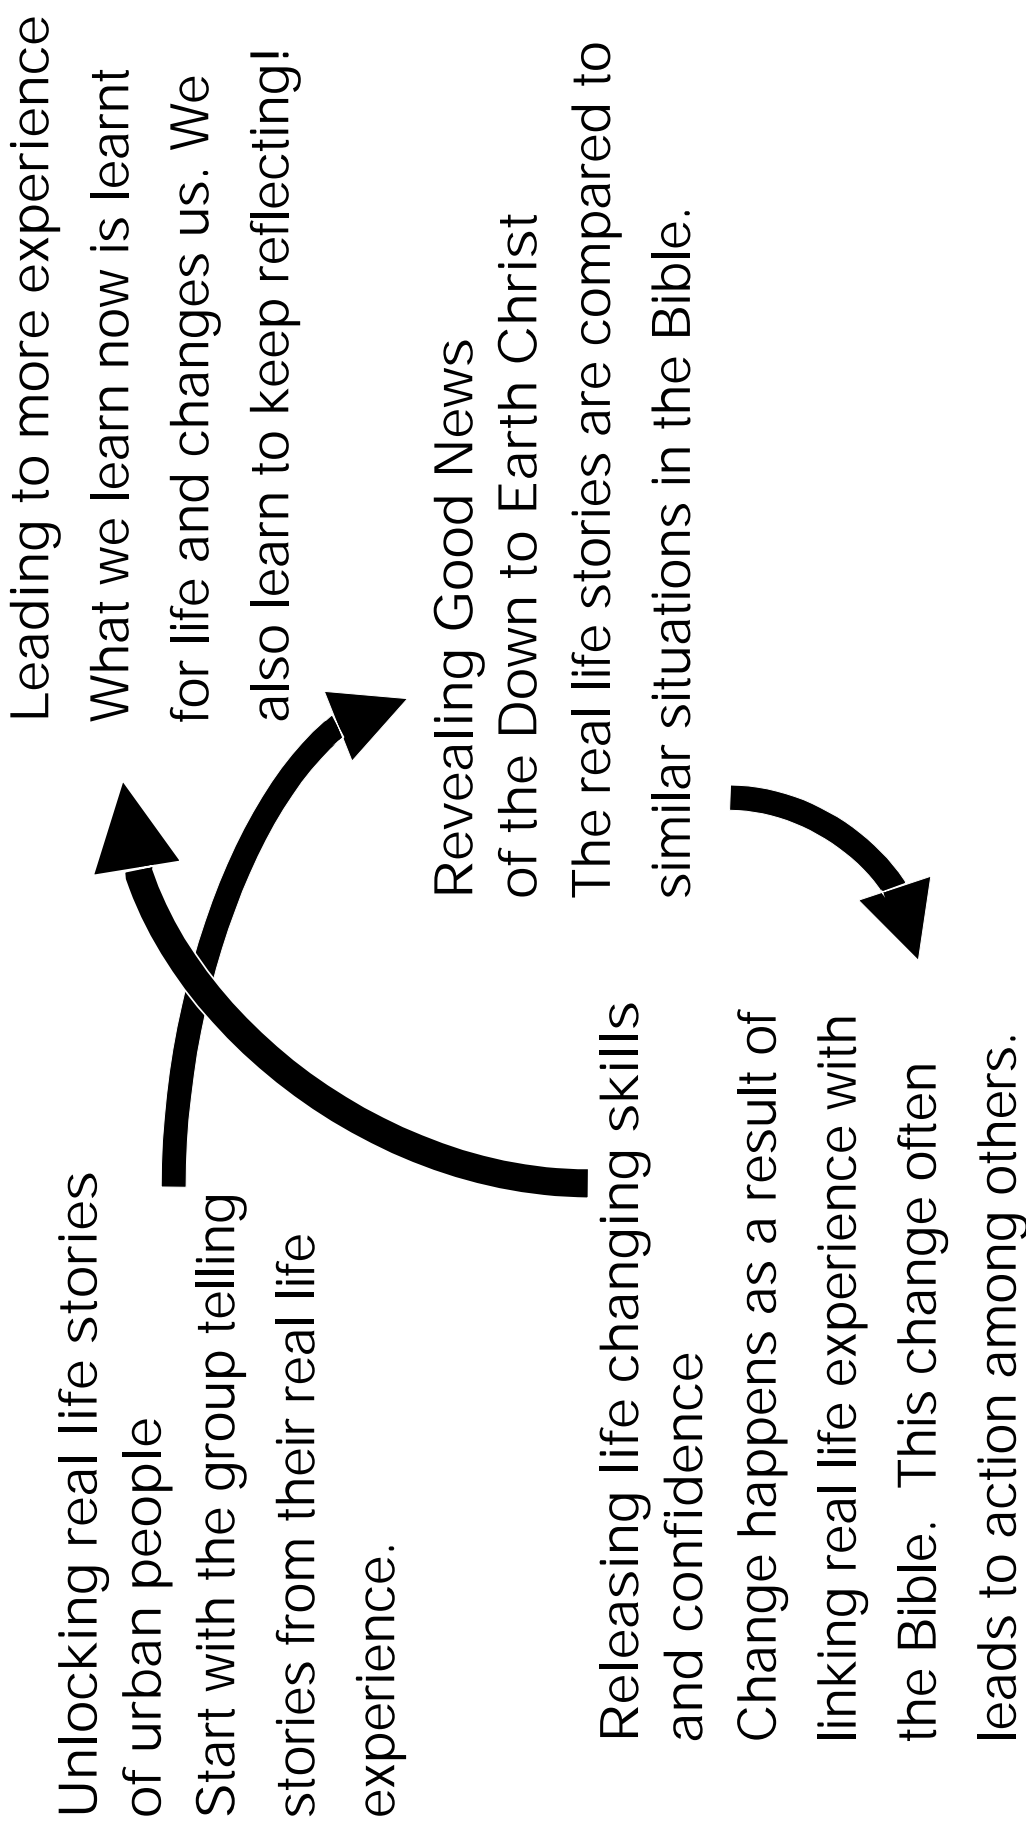 Unlocking real life stories
of urban people
Start with the group telling
stories from their real life
experience.
Revealing Good News
of the Down to Earth Christ
The real life stories are compared to
similar situations in the Bible.
Releasing life changing skills
and confidence
Change happens as a result of
linking real life experience with
the Bible.  This change often
leads to action among others.
Leading to more experience
What we learn now is learnt
for life and changes us. We
also learn to keep reflecting!